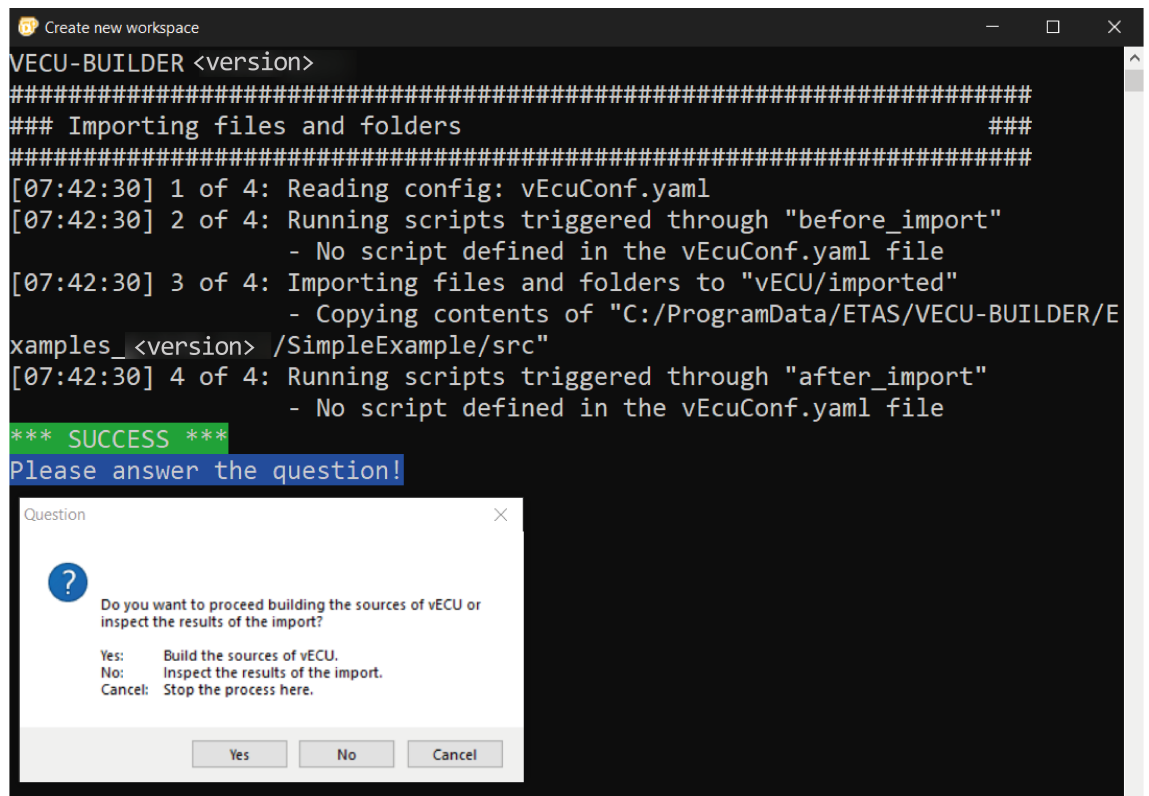 Create new workspace
VECU-BUILDER <version>
######################################################################
### Importing files and folders                                    ###
######################################################################
[07:42:30] 1 of 4: Reading config: vEcuConf.yaml
[07:42:30] 2 of 4: Running scripts triggered through "before_import"
                   - No script defined in the vEcuConf.yaml file
[07:42:30] 3 of 4: Importing files and folders to "vECU/imported"
                   - Copying contents of "C:/ProgramData/ETAS/VECU-BUILDER/E
xamples_<version> /SimpleExample/src"
[07:42:30] 4 of 4: Running scripts triggered through "after_import"
                   - No script defined in the vEcuConf.yaml file
*** SUCCESS ***
Please answer the question!
Question
?
Do you want to proceed building the sources of vECU or
inspect the results of the import?
Yes: Build the sources of vECU.
No: Inspect the results of the import.
Cancel: Stop the process here.
Yes No Cancel